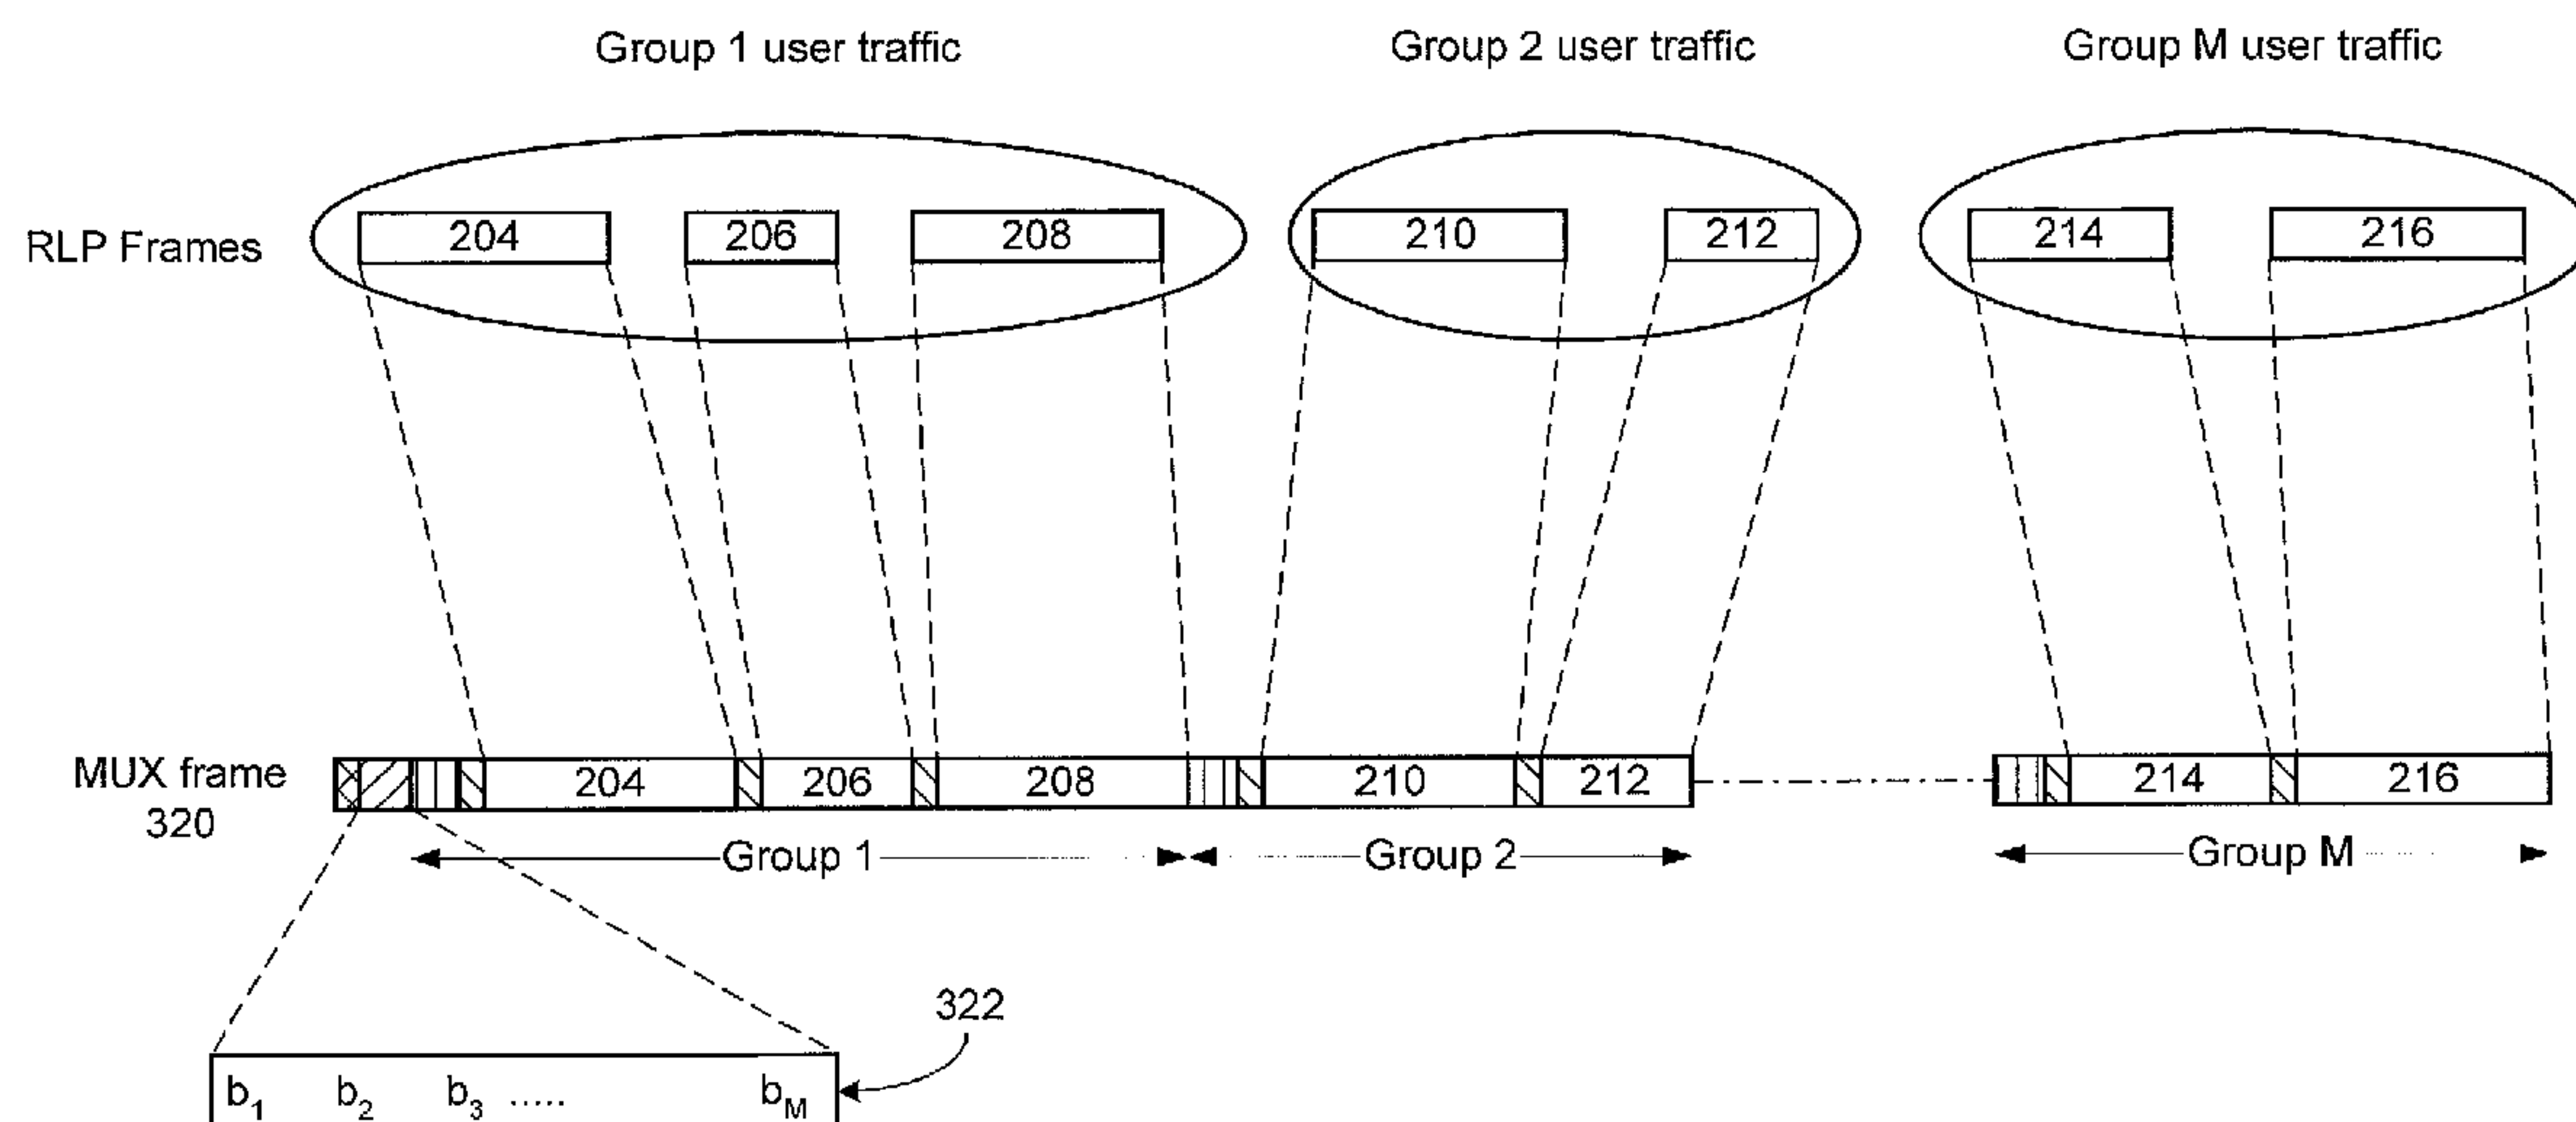 Group 1 user traffic Group 2 user traffic Group M user traffic
RLP Frames 204 206 208 210 212 214 216
MUX frame 204 206 208 210 212 214 216
320
Group 1 Group 2 Group M
322
b1 b2 b3 ..... bM